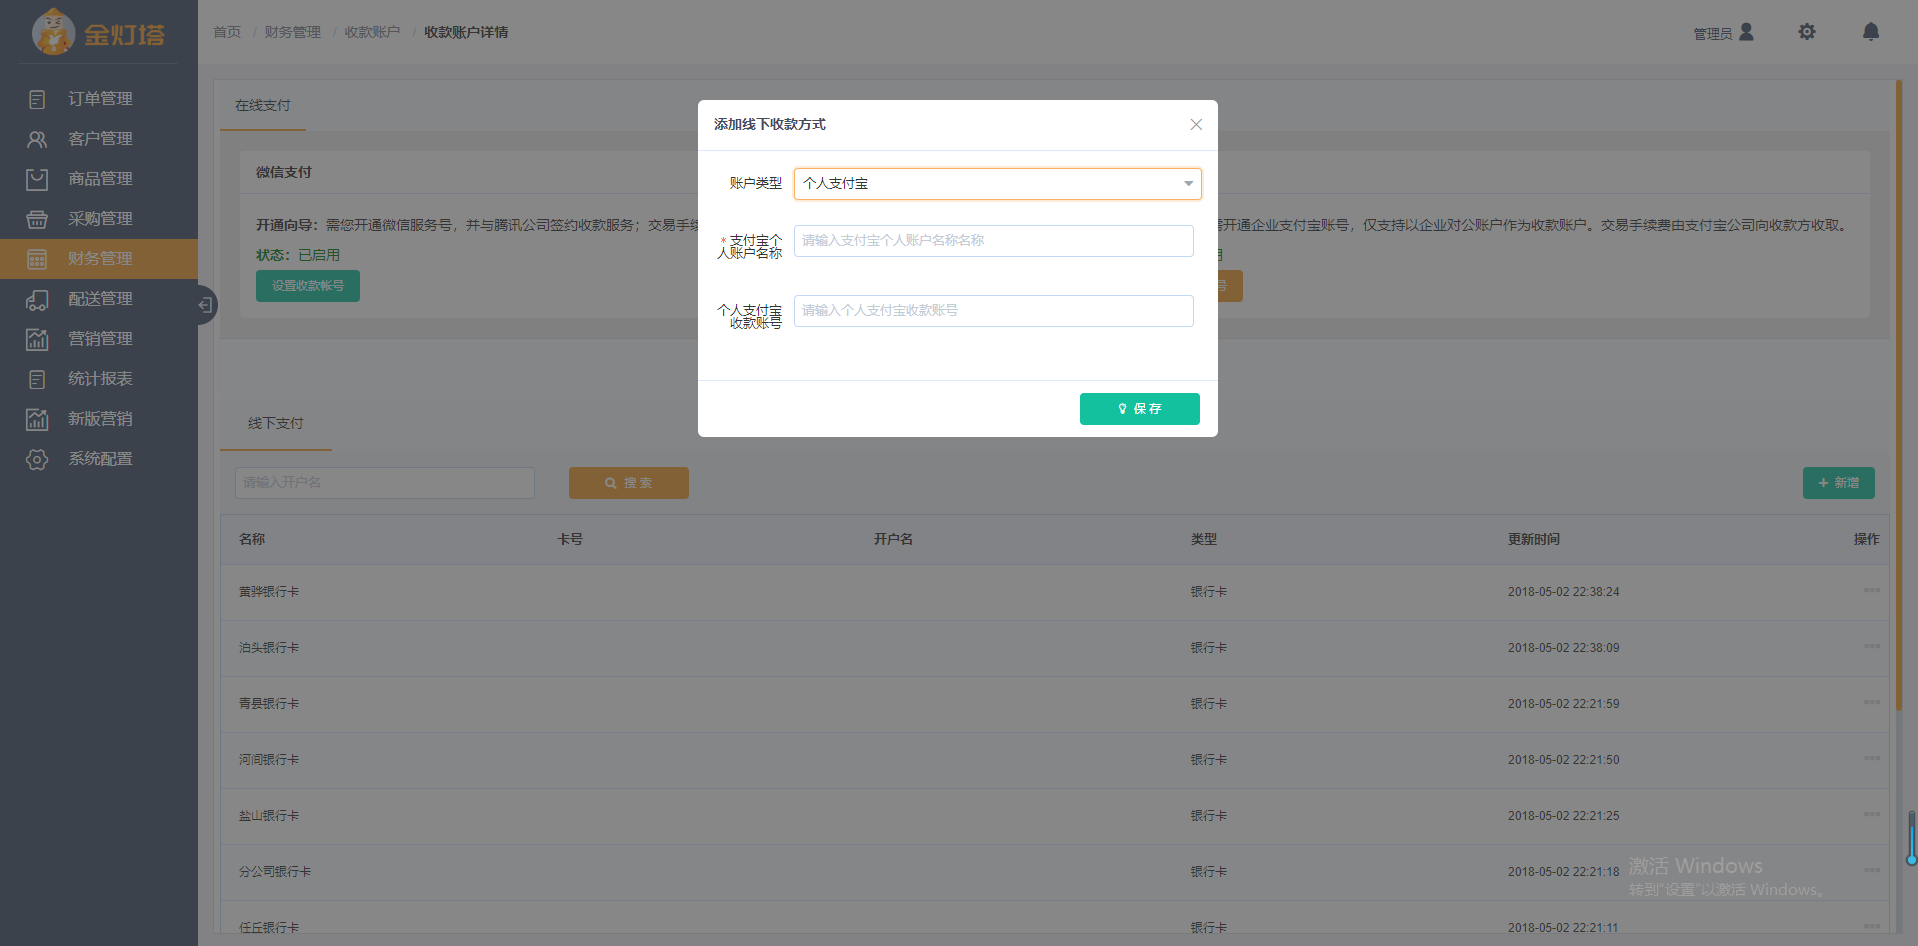 金灯塔
首页 / 财务管理 / 收款账户 / 收款账户详情
管理员
订单管理
客户管理
商品管理
采购管理
财务管理
配送管理
营销管理
统计报表
新版营销
系统配置
在线支付
微信支付
开通向导：需您开通微信服务号，并与腾讯公司签约收款服务；交易手
开通企业支付宝账号，仅支持以企业对公账户作为收款账户。交易手续费由支付宝公司向收款方收取。
状态：已启用
用
设置收款帐号
号
添加线下收款方式
账户类型
个人支付宝
* 支付宝个
人账户名称
请输入支付宝个人账户名称名称
个人支付宝
收款账号
请输入个人支付宝收款账号
保存
线下支付
请输入开户名
搜索
+ 新增
名称 卡号 开户名 类型 更新时间 操作
黄骅银行卡 银行卡 2018-05-02 22:38:24
泊头银行卡 银行卡 2018-05-02 22:38:09
青县银行卡 银行卡 2018-05-02 22:21:59
河间银行卡 银行卡 2018-05-02 22:21:50
盐山银行卡 银行卡 2018-05-02 22:21:25
分公司银行卡 银行卡 2018-05-02 22:21:18
任丘银行卡 银行卡 2018-05-02 22:21:11
激活 Windows
转到"设置"以激活 Windows。